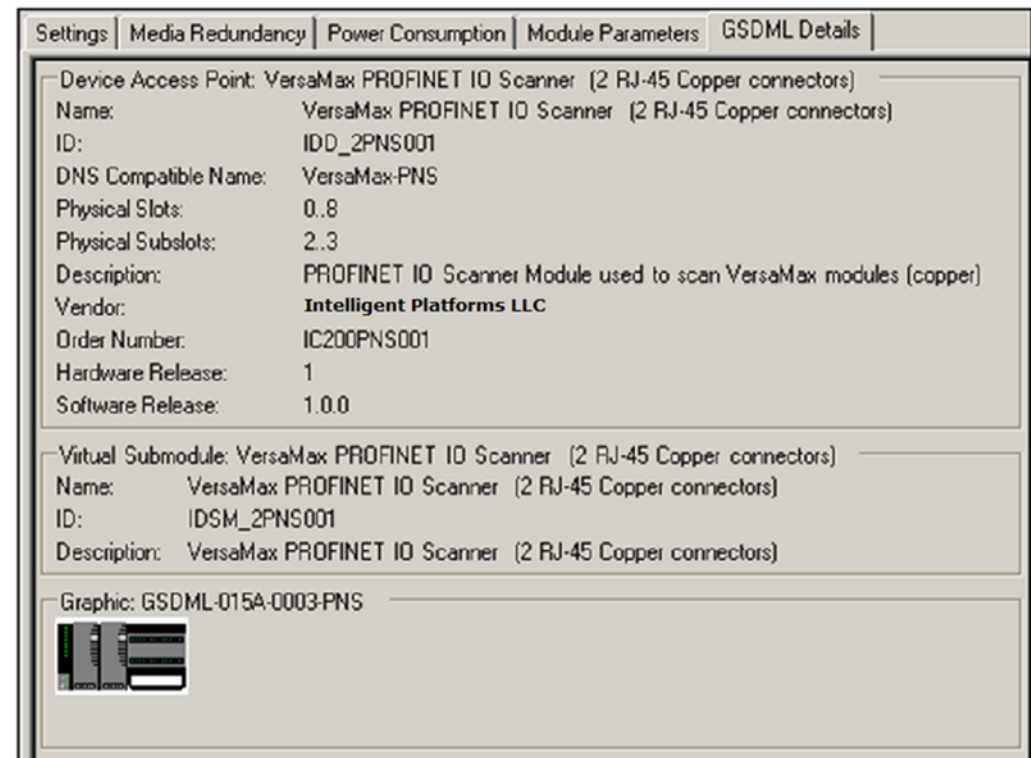 Settings Media Redundancy Power Consumption Module Parameters GSDML Details
Device Access Point: VersaMax PROFINET IO Scanner (2 RJ-45 Copper connectors)
Name: VersaMax PROFINET IO Scanner (2 RJ-45 Copper connectors)
ID: IDD_2PNS001
DNS Compatible Name: VersaMax-PNS
Physical Slots: 0..8
Physical Subslots: 2..3
Description: PROFINET IO Scanner Module used to scan VersaMax modules (copper)
Vendor: Intelligent Platforms LLC
Order Number: IC200PNS001
Hardware Release: 1
Software Release: 1.0.0
Virtual Submodule: VersaMax PROFINET IO Scanner (2 RJ-45 Copper connectors)
Name: VersaMax PROFINET IO Scanner (2 RJ-45 Copper connectors)
ID: IDSM_2PNS001
Description: VersaMax PROFINET IO Scanner (2 RJ-45 Copper connectors)
Graphic: GSDML-015A-0003-PNS